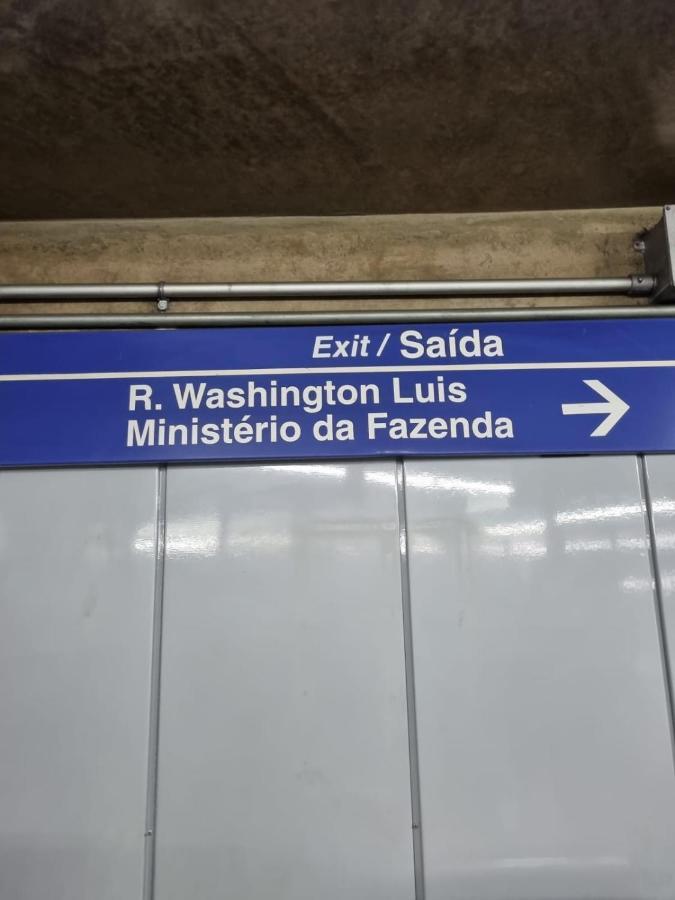 Exit / Saída
R. Washington Luis
Ministério da Fazenda